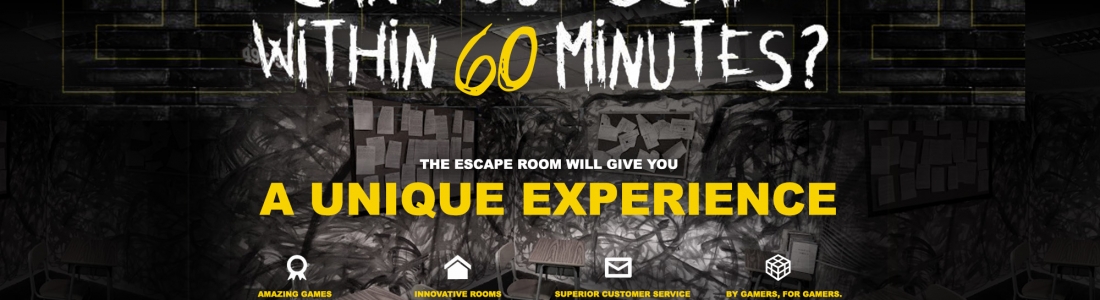 WITHIN 60 MINUTES?
THE ESCAPE ROOM WILL GIVE YOU
A UNIQUE EXPERIENCE
AMAZING GAMES
INNOVATIVE ROOMS
SUPERIOR CUSTOMER SERVICE
BY GAMERS, FOR GAMERS.